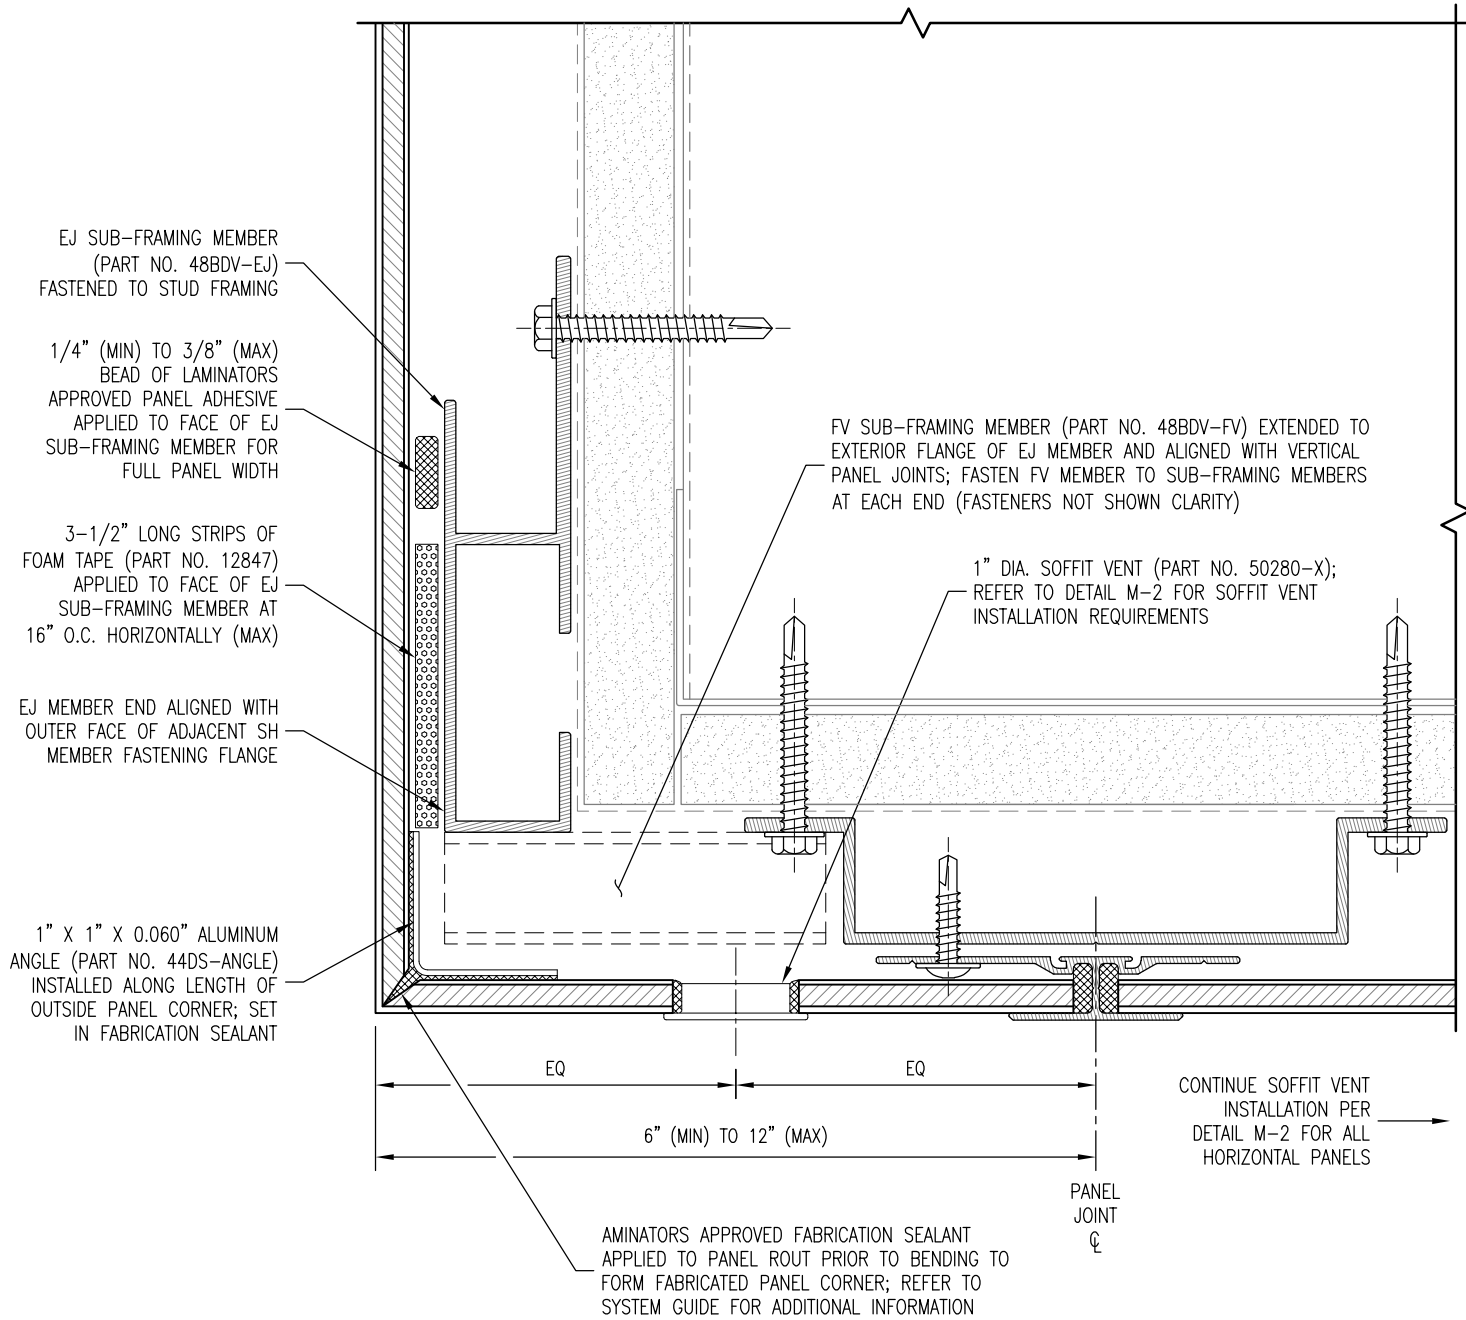 EJ SUB-FRAMING MEMBER
(PART NO. 48BDV-EJ)
FASTENED TO STUD FRAMING
1/4" (MIN) TO 3/8" (MAX)
BEAD OF LAMINATORS
APPROVED PANEL ADHESIVE
APPLIED TO FACE OF EJ
SUB-FRAMING MEMBER FOR
FULL PANEL WIDTH
3-1/2" LONG STRIPS OF
FOAM TAPE (PART NO. 12847)
APPLIED TO FACE OF EJ
SUB-FRAMING MEMBER AT
16" O.C. HORIZONTALLY (MAX)
EJ MEMBER END ALIGNED WITH
OUTER FACE OF ADJACENT SH
MEMBER FASTENING FLANGE
1" X 1" X 0.060" ALUMINUM
ANGLE (PART NO. 44DS-ANGLE)
INSTALLED ALONG LENGTH OF
OUTSIDE PANEL CORNER; SET
IN FABRICATION SEALANT
FV SUB-FRAMING MEMBER (PART NO. 48BDV-FV) EXTENDED TO
EXTERIOR FLANGE OF EJ MEMBER AND ALIGNED WITH VERTICAL
PANEL JOINTS; FASTEN FV MEMBER TO SUB-FRAMING MEMBERS
AT EACH END (FASTENERS NOT SHOWN CLARITY)
1" DIA. SOFFIT VENT (PART NO. 50280-X);
REFER TO DETAIL M-2 FOR SOFFIT VENT
INSTALLATION REQUIREMENTS
EQ
EQ
6" (MIN) TO 12" (MAX)
CONTINUE SOFFIT VENT
INSTALLATION PER
DETAIL M-2 FOR ALL
HORIZONTAL PANELS
PANEL
JOINT
℄
AMINATORS APPROVED FABRICATION SEALANT
APPLIED TO PANEL ROUT PRIOR TO BENDING TO
FORM FABRICATED PANEL CORNER; REFER TO
SYSTEM GUIDE FOR ADDITIONAL INFORMATION